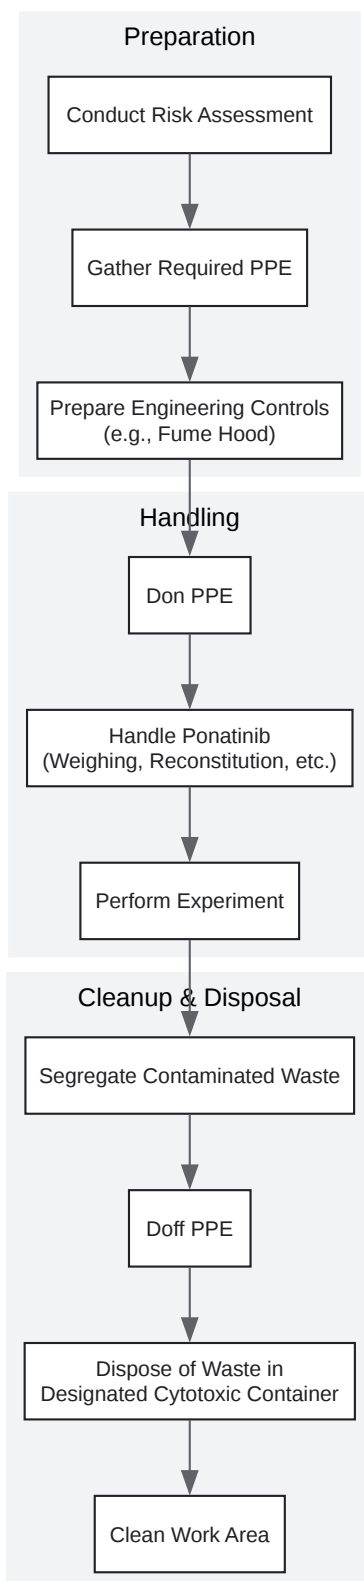 Preparation
Conduct Risk Assessment
Gather Required PPE
Prepare Engineering Controls
(e.g., Fume Hood)
Handling
Don PPE
Handle Ponatinib
(Weighing, Reconstitution, etc.)
Perform Experiment
Cleanup & Disposal
Segregate Contaminated Waste
Doff PPE
Dispose of Waste in
Designated Cytotoxic Container
Clean Work Area